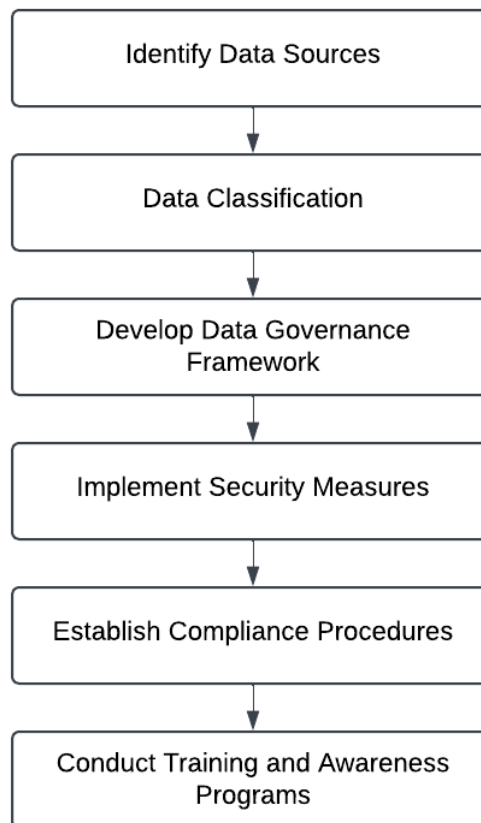 Identify Data Sources
Data Classification
Develop Data Governance
Framework
Implement Security Measures
Establish Compliance Procedures
Conduct Training and Awareness
Programs